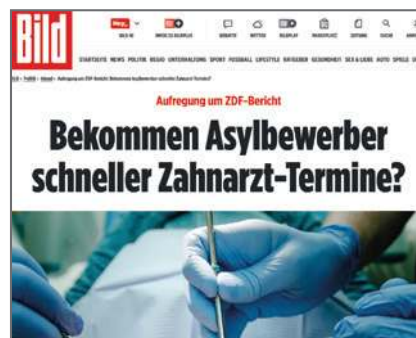 Bild
STARTSEITE NEWS POLITIK REGIO UNTERHALTUNG SPORT FUSSBALL LIFESTYLE RATGEBER GESUNDHEIT SEX & LIEBE AUTO SPIELE
Aufregung um ZDF-Bericht
Bekommen Asylbewerber
schneller Zahnarzt-Termine?